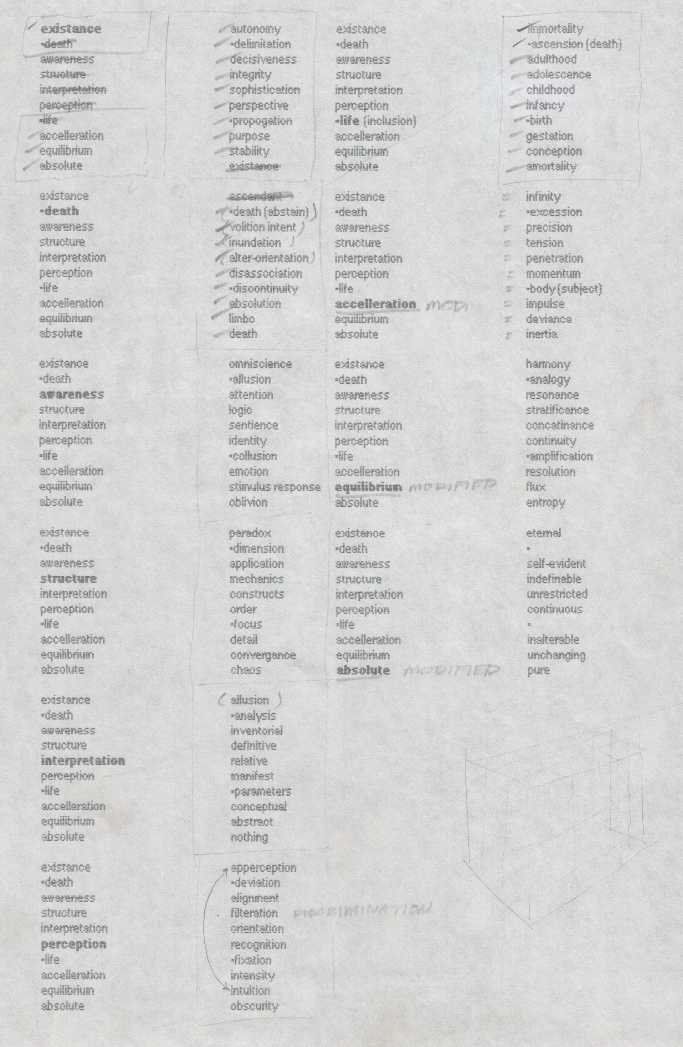 existance
•death
awareness
structure
interpretation
perception
•life
accelleration
equilibrium
absolute
autonomy
•delimitation
decisiveness
integrity
sophistication
perspective
•propogation
purpose
stability
existance
existance
•death
awareness
structure
interpretation
perception
•life (inclusion)
accelleration
equilibrium
absolute
immortality
•ascension (death)
adulthood
adolescence
childhood
infancy
•birth
gestation
conception
amortality
existance
•death
awareness
structure
interpretation
perception
•life
accelleration
equilibrium
absolute
ascendant
(•death (abstain))
volition intent)
inundation )
(alter-orientation)
disassociation
•discontinuity
absolution
limbo
death
existance
•death
awareness
structure
interpretation
perception
•life
accelleration MODI
equilibrium
absolute
infinity
•excession
precision
tension
penetration
momentum
•body (subject)
impulse
deviance
inertia
existance
•death
awareness
structure
interpretation
perception
•life
accelleration
equilibrium
absolute
omniscience
•allusion
attention
logic
sentience
identity
•collusion
emotion
stimulus response
oblivion
existance
•death
awareness
structure
interpretation
perception
•life
accelleration
equilibrium MODIFIED
absolute
harmony
•analogy
resonance
stratificance
concatinance
continuity
•amplification
resolution
flux
entropy
existance
•death
awareness
structure
interpretation
perception
•life
accelleration
equilibrium
absolute
paradox
•dimension
application
mechanics
constructs
order
•focus
detail
convergance
chaos
existance
•death
awareness
structure
interpretation
perception
•life
accelleration
equilibrium
absolute MODIFIED
eternal
•
self-evident
indefinable
unrestricted
continuous
•
inalterable
unchanging
pure
existance
•death
awareness
structure
interpretation
perception
•life
accelleration
equilibrium
absolute
( allusion )
•analysis
inventorial
definitive
relative
manifest
•parameters
conceptual
abstract
nothing
existance
•death
awareness
structure
interpretation
perception
•life
accelleration
equilibrium
absolute
apperception
•deviation
alignment
filteration DISCRIMINATION
orientation
recognition
•fixation
intensity
intuition
obscurity